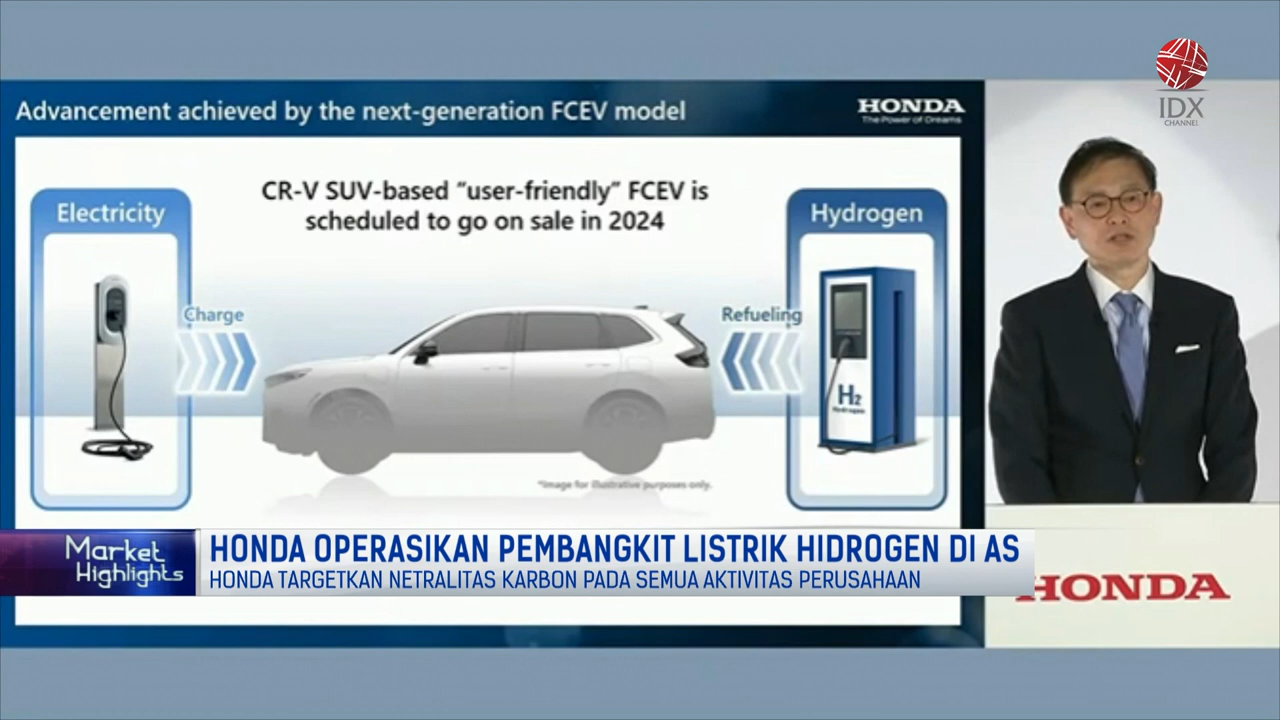 IDX
CHANNEL
Advancement achieved by the next-generation FCEV model
HONDA
The Power of Dreams
CR-V SUV-based “user-friendly” FCEV is
scheduled to go on sale in 2024
Electricity
Charge
Hydrogen
Refueling
H2
Hydrogen
*Image for illustrative purposes only.
Market
Highlights
HONDA OPERASIKAN PEMBANGKIT LISTRIK HIDROGEN DI AS
HONDA TARGETKAN NETRALITAS KARBON PADA SEMUA AKTIVITAS PERUSAHAAN
HONDA